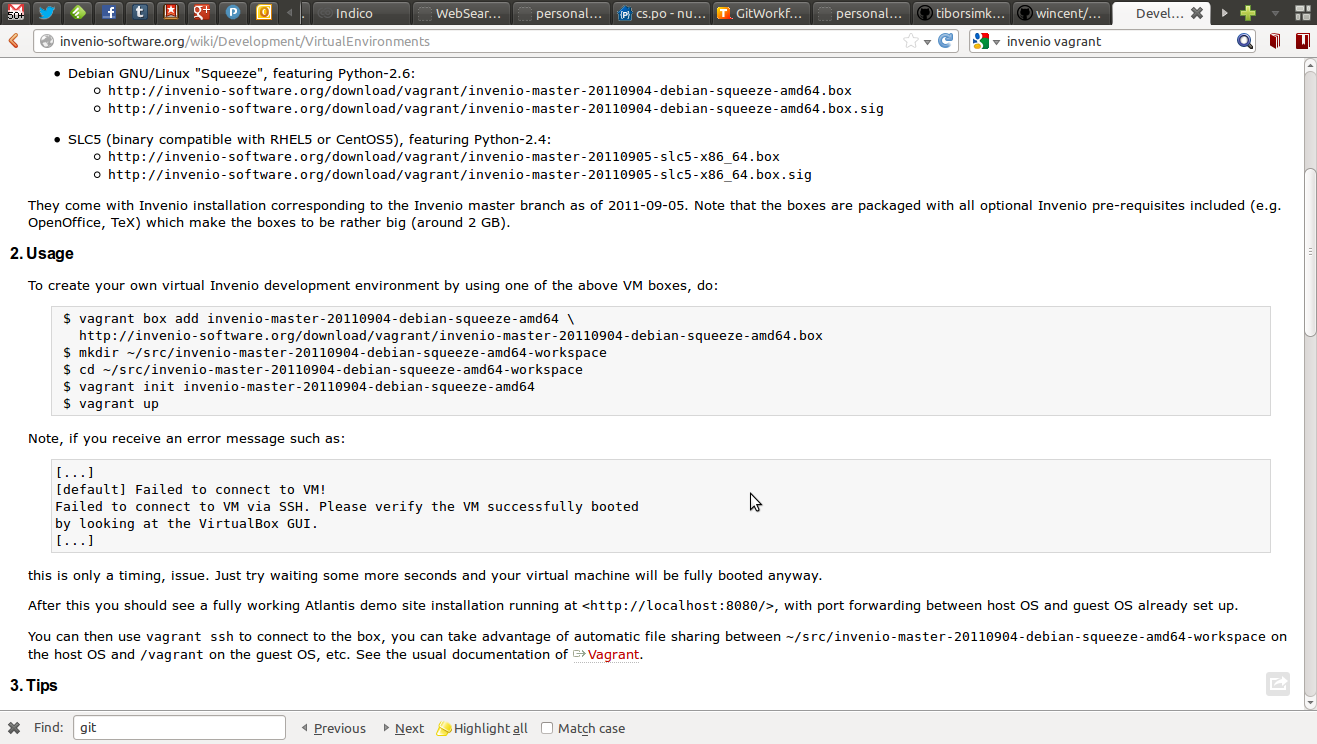 50+
Indico
WebSear...
personal...
cs.po - nu...
GitWorkf...
personal...
tiborsimk...
wincent/...
Devel...
invenio-software.org/wiki/Development/VirtualEnvironments
invenio vagrant
• Debian GNU/Linux "Squeeze", featuring Python-2.6:
http://invenio-software.org/download/vagrant/invenio-master-20110904-debian-squeeze-amd64.box
http://invenio-software.org/download/vagrant/invenio-master-20110904-debian-squeeze-amd64.box.sig
• SLC5 (binary compatible with RHEL5 or CentOS5), featuring Python-2.4:
http://invenio-software.org/download/vagrant/invenio-master-20110905-slc5-x86_64.box
http://invenio-software.org/download/vagrant/invenio-master-20110905-slc5-x86_64.box.sig
They come with Invenio installation corresponding to the Invenio master branch as of 2011-09-05. Note that the boxes are packaged with all optional Invenio pre-requisites included (e.g.
OpenOffice, TeX) which make the boxes to be rather big (around 2 GB).
2. Usage
To create your own virtual Invenio development environment by using one of the above VM boxes, do:
$ vagrant box add invenio-master-20110904-debian-squeeze-amd64 \
http://invenio-software.org/download/vagrant/invenio-master-20110904-debian-squeeze-amd64.box
$ mkdir ~/src/invenio-master-20110904-debian-squeeze-amd64-workspace
$ cd ~/src/invenio-master-20110904-debian-squeeze-amd64-workspace
$ vagrant init invenio-master-20110904-debian-squeeze-amd64
$ vagrant up
Note, if you receive an error message such as:
[...]
[default] Failed to connect to VM!
Failed to connect to VM via SSH. Please verify the VM successfully booted
by looking at the VirtualBox GUI.
[...]
this is only a timing, issue. Just try waiting some more seconds and your virtual machine will be fully booted anyway.
After this you should see a fully working Atlantis demo site installation running at <http://localhost:8080/>, with port forwarding between host OS and guest OS already set up.
You can then use vagrant ssh to connect to the box, you can take advantage of automatic file sharing between ~/src/invenio-master-20110904-debian-squeeze-amd64-workspace on
the host OS and /vagrant on the guest OS, etc. See the usual documentation of Vagrant.
3. Tips
Find: git Previous Next Highlight all Match case